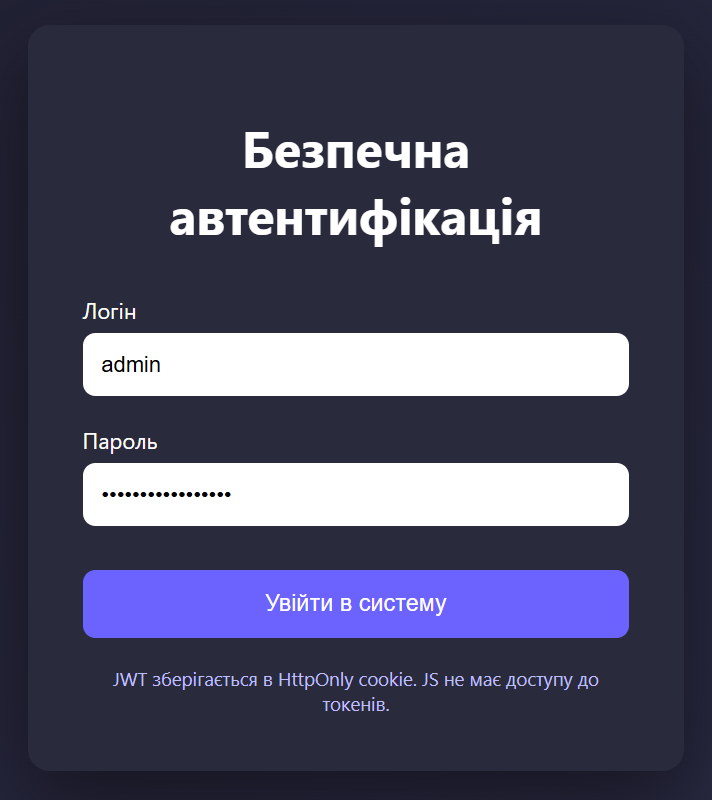 Безпечна
автентифікація
Логін
admin
Пароль
•••••••••••••••••
Увійти в систему
JWT зберігається в HttpOnly cookie. JS не має доступу до
токенів.